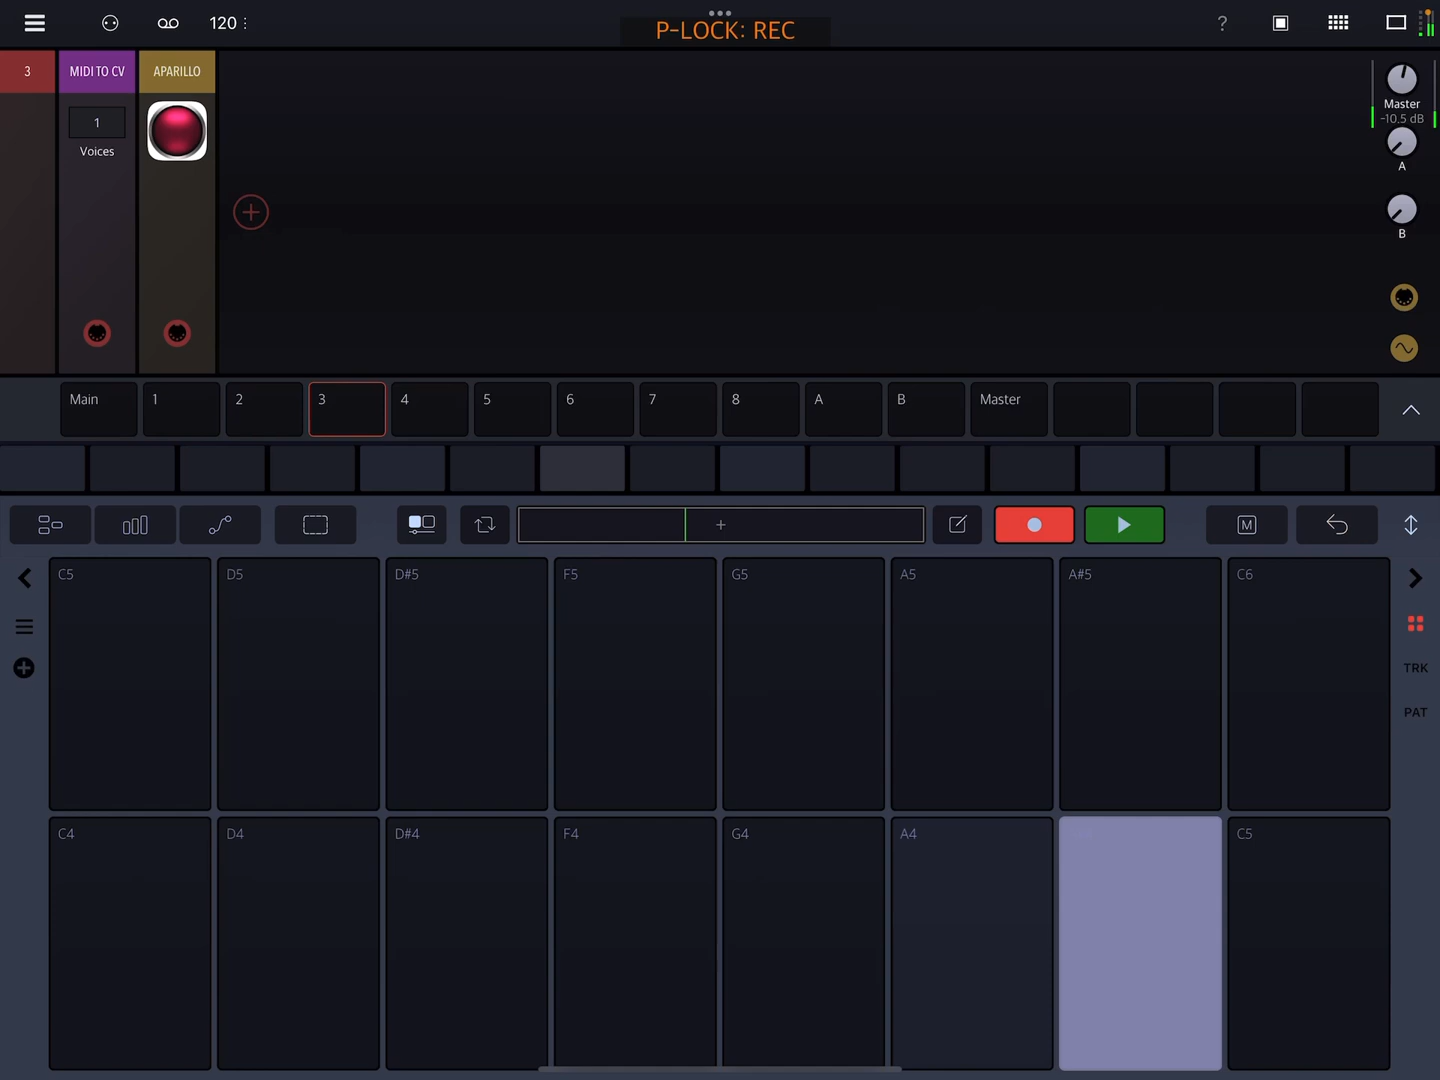 120
P-LOCK: REC
?
3
MIDI TO CV
APARILLO
1
Voices
Master
-10.5 dB
A
B
Main
1
2
3
4
5
6
7
8
A
B
Master
M
C5
D5
D#5
F5
G5
A5
A#5
C6
TRK
PAT
C4
D4
D#4
F4
G4
A4
C5